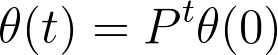 θ(t) = P^t θ(0)